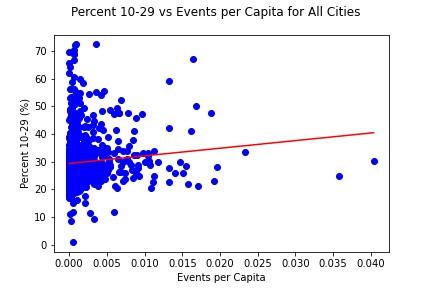 Percent 10-29 vs Events per Capita for All Cities
Percent 10-29 (%)
70
60
50
40
30
20
10
0
0.000 0.005 0.010 0.015 0.020 0.025 0.030 0.035 0.040
Events per Capita